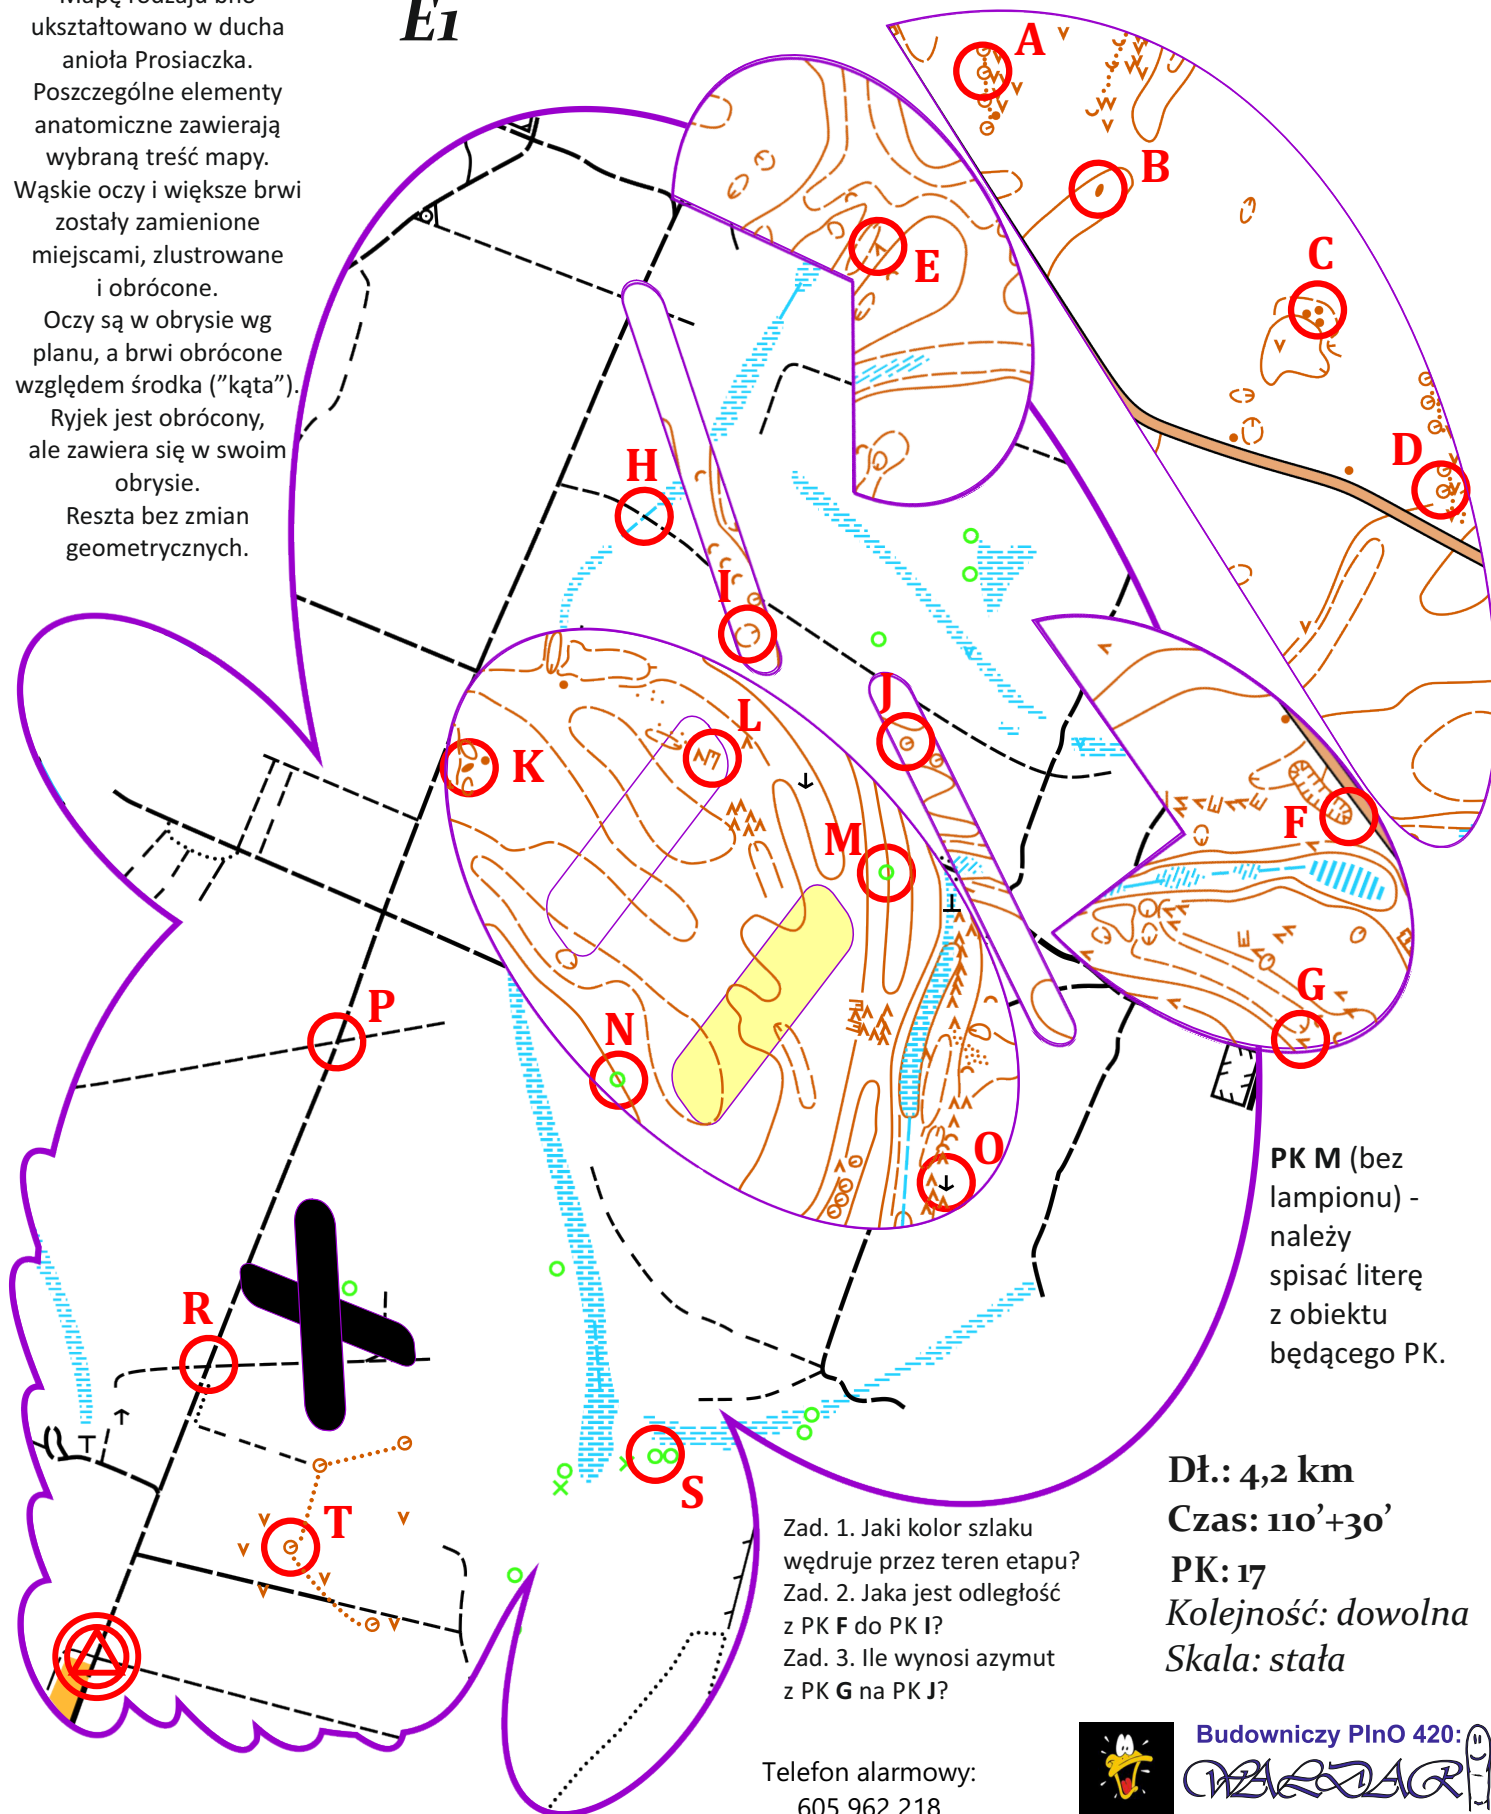 Mapę rodzaju bno
ukształtowano w ducha
anioła Prosiaczka.
Poszczególne elementy
anatomiczne zawierają
wybraną treść mapy.
Wąskie oczy i większe brwi
zostały zamienione
miejscami, zlustrowane
i obrócone.
Oczy są w obrysie wg
planu, a brwi obrócone
względem środka ("kąta").
Ryjek jest obrócony,
ale zawiera się w swoim
obrysie.
Reszta bez zmian
geometrycznych.
E1
A
B
C
D
E
F
G
H
I
J
K
L
M
N
O
P
R
S
T
PK M (bez
lampionu) -
należy
spisać literę
z obiektu
będącego PK.
Dł.: 4,2 km
Czas: 110'+30'
PK: 17
Kolejność: dowolna
Skala: stała
Zad. 1. Jaki kolor szlaku
wędruje przez teren etapu?
Zad. 2. Jaka jest odległość
z PK F do PK I?
Zad. 3. Ile wynosi azymut
z PK G na PK J?
Telefon alarmowy:
605 962 218
Budowniczy PInO 420:
WALDAR